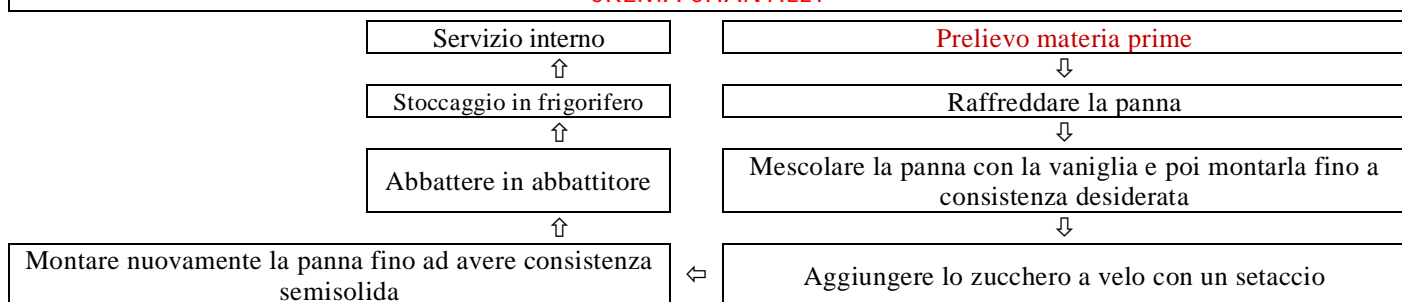 Servizio interno
Prelievo materia prime
⇧
⇩
Stoccaggio in frigorifero
Raffreddare la panna
⇧
⇩
Abbattere in abbattitore
Mescolare la panna con la vaniglia e poi montarla fino a
consistenza desiderata
⇧
⇩
Montare nuovamente la panna fino ad avere consistenza
semisolida
⇦
Aggiungere lo zucchero a velo con un setaccio